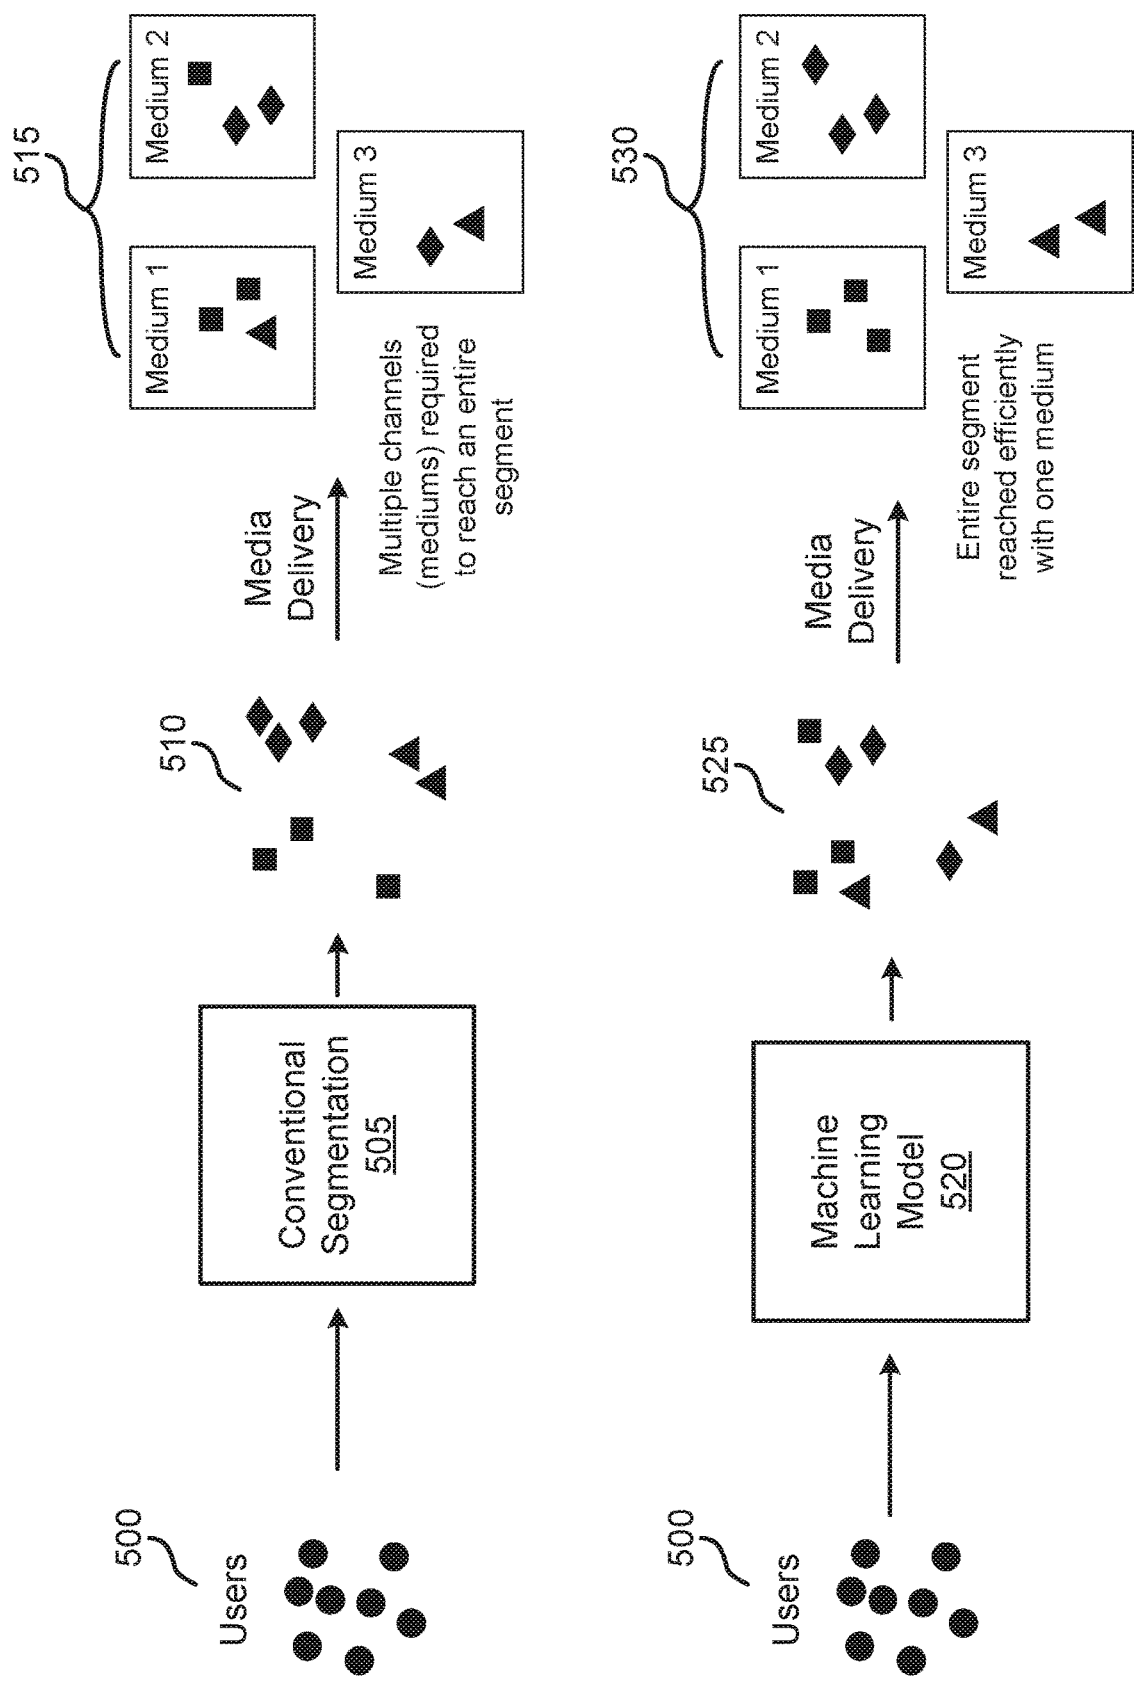 500
Users
Conventional
Segmentation
505
510
Media
Delivery
Multiple channels
(mediums) required
to reach an entire
segment
515
Medium 1
Medium 2
Medium 3
500
Users
Machine
Learning
Model
520
525
Media
Delivery
Entire segment
reached efficiently
with one medium
530
Medium 1
Medium 2
Medium 3